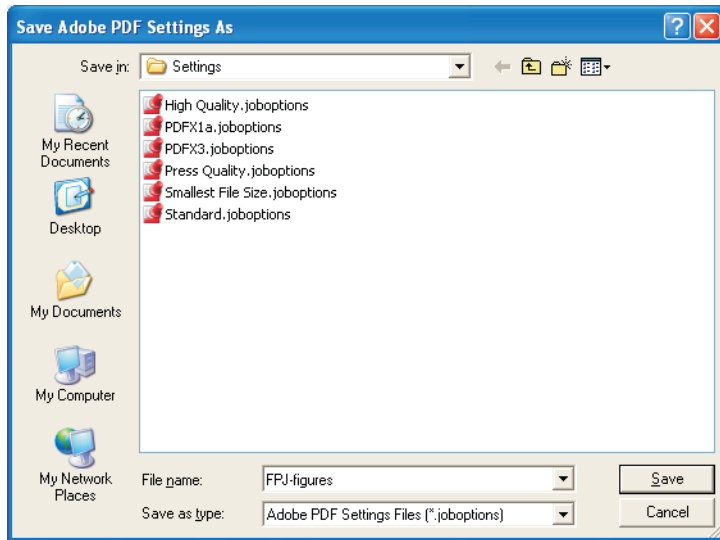 Save Adobe PDF Settings As
Save in:
Settings
High Quality.joboptions
PDFX1a.joboptions
PDFX3.joboptions
Press Quality.joboptions
Smallest File Size.joboptions
Standard.joboptions
My Recent
Documents
Desktop
My Documents
My Computer
My Network
Places
File name:
FPJ-figures
Save
Save as type:
Adobe PDF Settings Files (*.joboptions)
Cancel